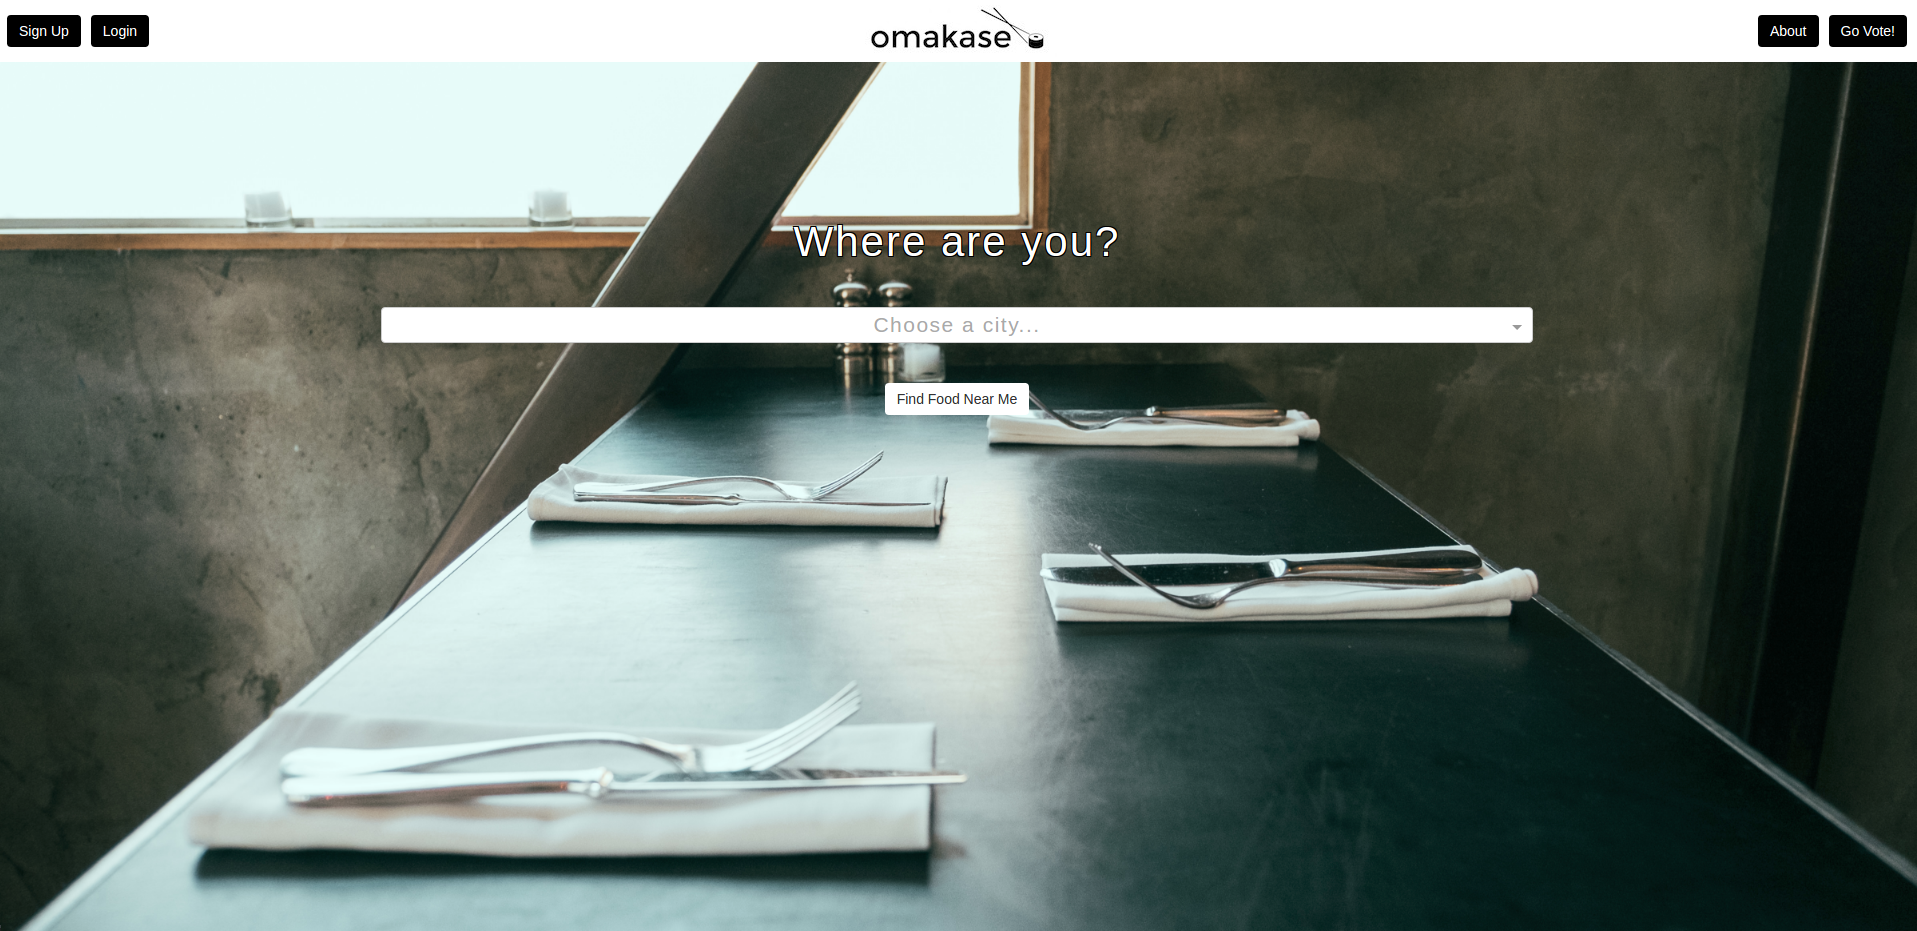 Sign Up
Login
omakase
About
Go Vote!
Where are you?
Choose a city...
Find Food Near Me